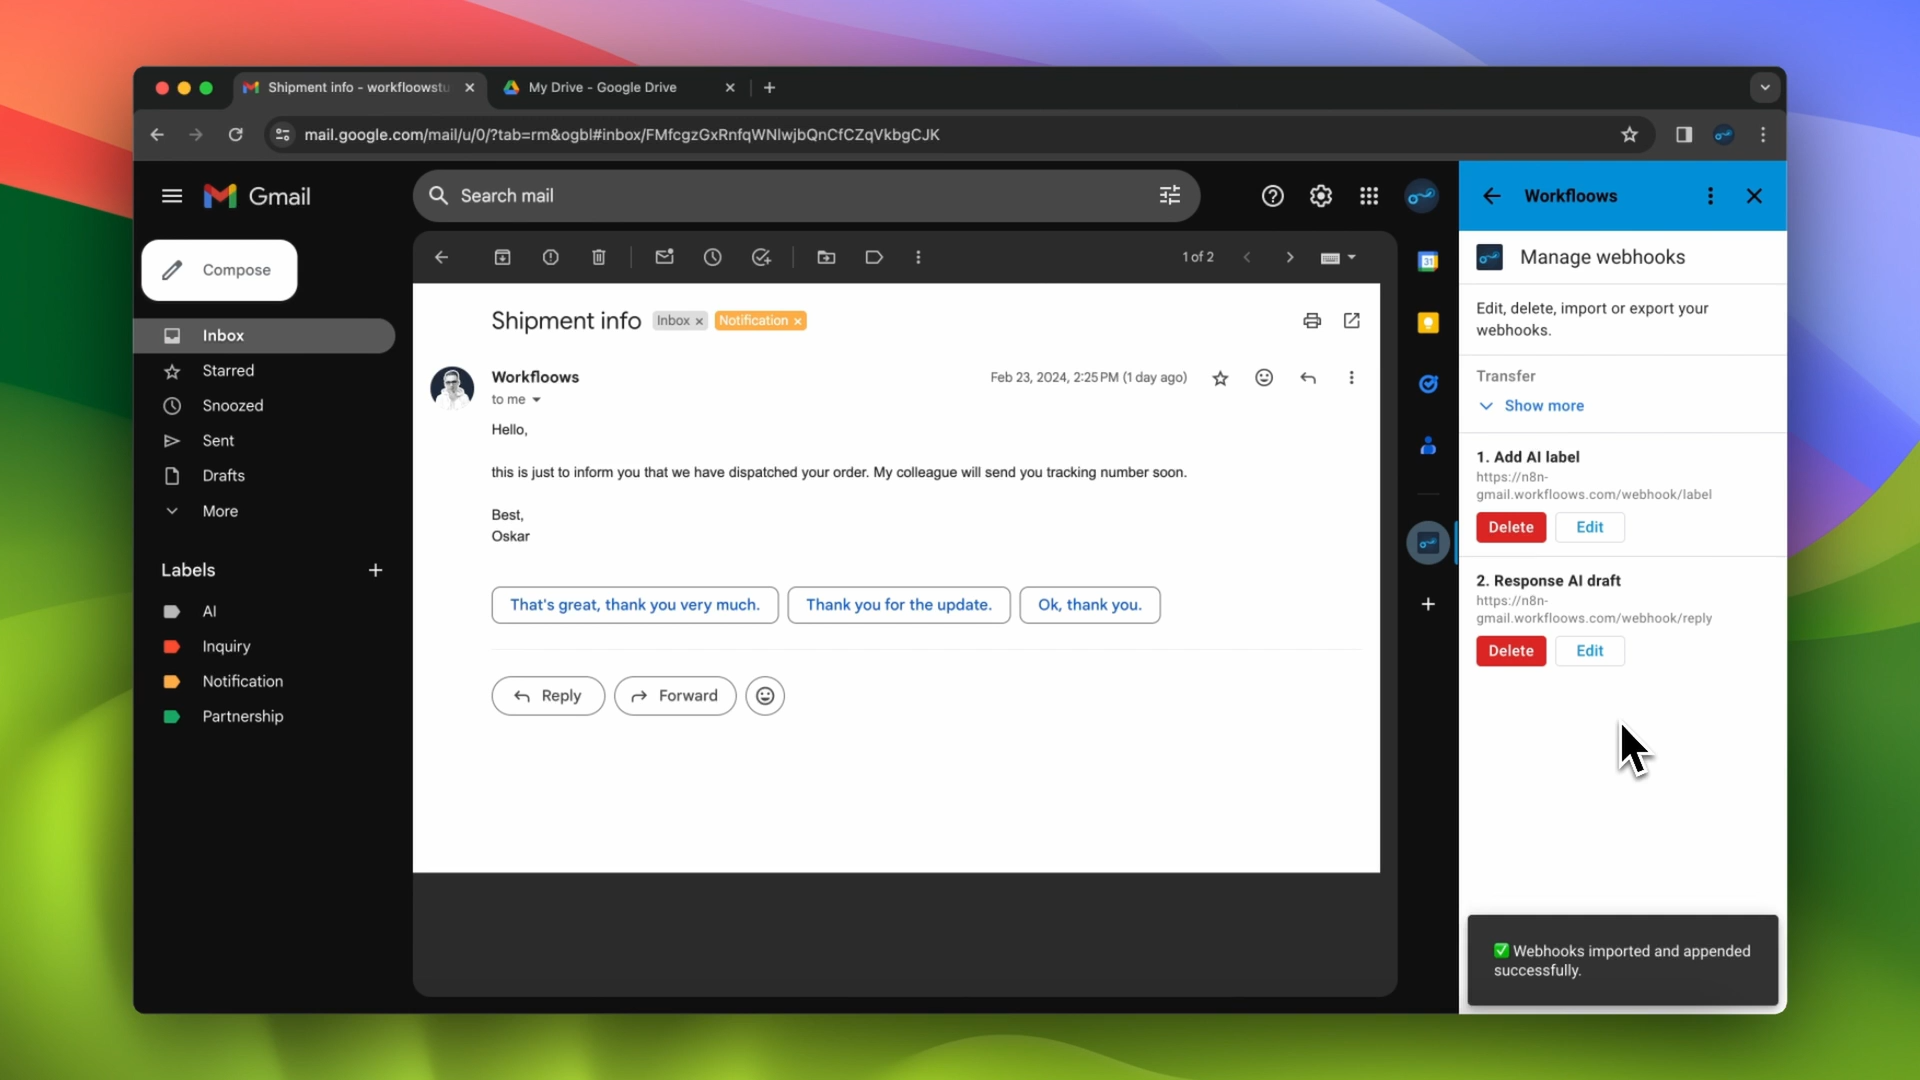 Shipment info - workfloowstu
My Drive - Google Drive
mail.google.com/mail/u/0/?tab=rm&ogbl#inbox/FMfcgzGxRnfqWNlwjbQnCfCZqVkbgCJK
Gmail
Search mail
Compose
Inbox
Starred
Snoozed
Sent
Drafts
More
Labels
AI
Inquiry
Notification
Partnership
1 of 2
Shipment info Inbox × Notification ×
Workfloows
Feb 23, 2024, 2:25 PM (1 day ago)
to me
Hello,
this is just to inform you that we have dispatched your order. My colleague will send you tracking number soon.
Best,
Oskar
That's great, thank you very much.
Thank you for the update.
Ok, thank you.
Reply
Forward
31
Workfloows
Manage webhooks
Edit, delete, import or export your
webhooks.
Transfer
Show more
1. Add AI label
https://n8n-
gmail.workfloows.com/webhook/label
Delete Edit
2. Response AI draft
https://n8n-
gmail.workfloows.com/webhook/reply
Delete Edit
✅ Webhooks imported and appended
successfully.